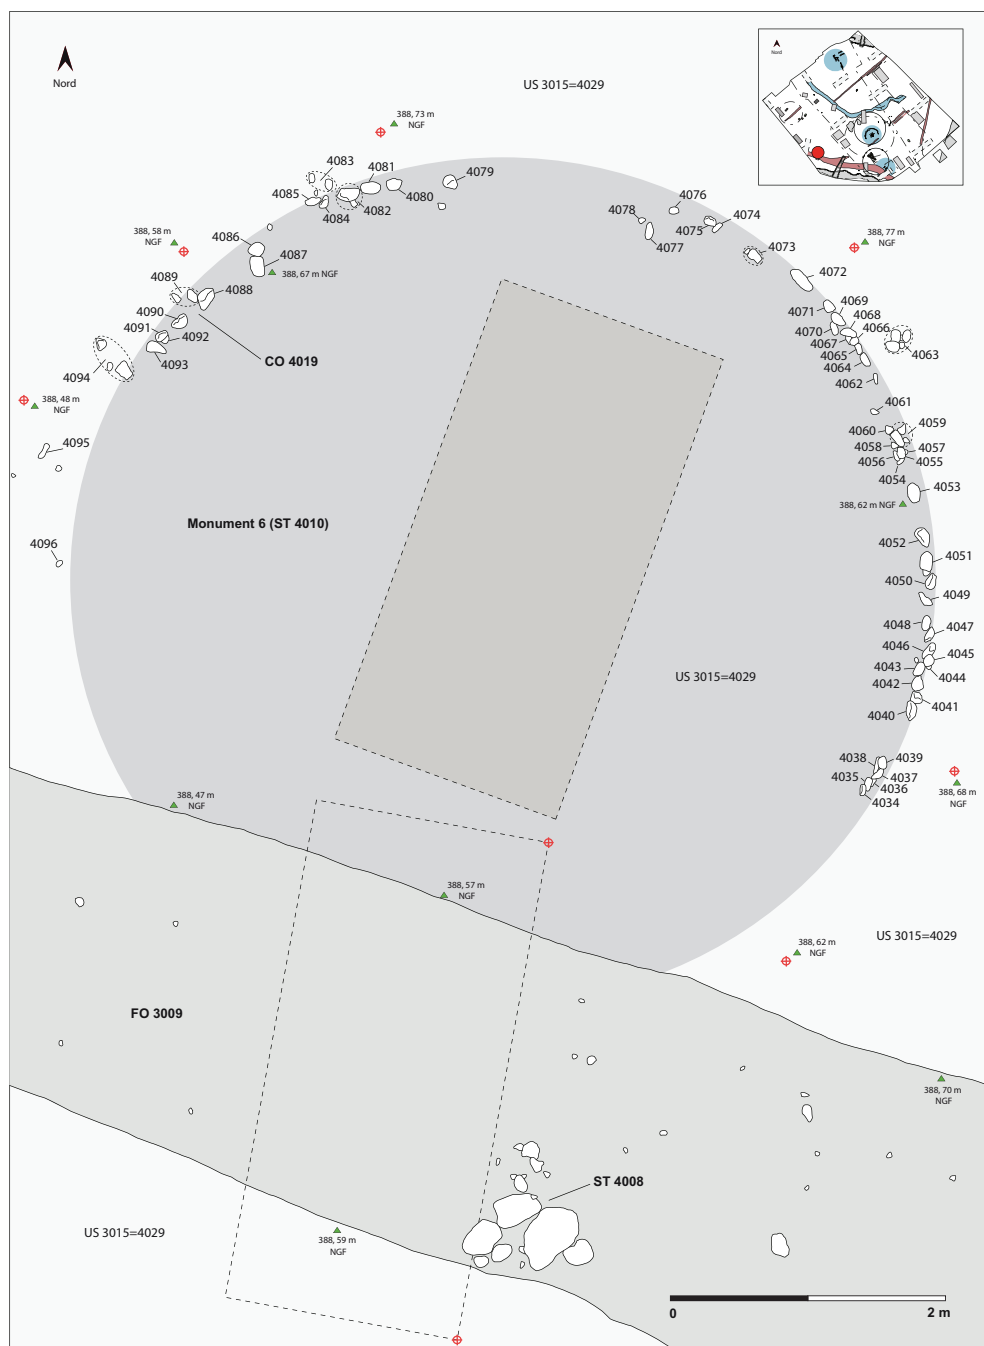 Nord
US 3015=4029
Nord
388, 73 m
NGF
4083
4081
4079
4085
4080
4084
4082
4076
4078
4074
4075
4077
388, 58 m
NGF
4086
4087
388, 67 m NGF
388, 77 m
NGF
4073
4072
4089
4088
4090
4091
4092
4093
4094
CO 4019
4071
4069
4068
4070
4066
4067
4065
4063
4064
4062
388, 48 m
NGF
4061
4095
4060
4059
4058
4057
4056
4055
4054
4053
388, 62 m NGF
Monument 6 (ST 4010)
4096
4052
4051
4050
4049
4048
4047
4046
4045
4043
4044
4042
4041
4040
US 3015=4029
4038
4039
4035
4037
4036
4034
388, 68 m
NGF
388, 47 m
NGF
388, 57 m
NGF
388, 62 m
NGF
US 3015=4029
FO 3009
388, 70 m
NGF
ST 4008
US 3015=4029
388, 59 m
NGF
0
2 m